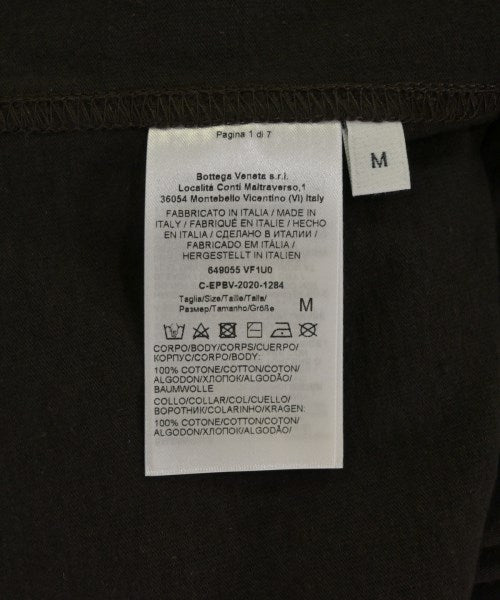 Pagina 1 di 7
M
Bottega Veneta s.r.l.
Località Conti Maltraverso,1
36054 Montebello Vicentino (VI) Italy
FABBRICATO IN ITALIA / MADE IN
ITALY / FABRIQUÉ EN ITALIE / HECHO
EN ITALIA / СДЕЛАНО В ИТАЛИИ /
FABRICADO EM ITÁLIA /
HERGESTELLT IN ITALIEN
649055 VF1U0
C-EPBV-2020-1284
Taglia/Size/Taille/Talla/
Размер/Tamanho/Größe M
CORPO/BODY/CORPS/CUERPO/
КОРПУС/CORPO/BODY:
100% COTONE/COTTON/COTON/
ALGODON/ХЛОПОК/ALGODÃO/
BAUMWOLLE
COLLO/COLLAR/COL/CUELLO/
ВОРОТНИК/COLARINHO/KRAGEN:
100% COTONE/COTTON/COTON/
ALGODON/ХЛОПОК/ALGODÃO/